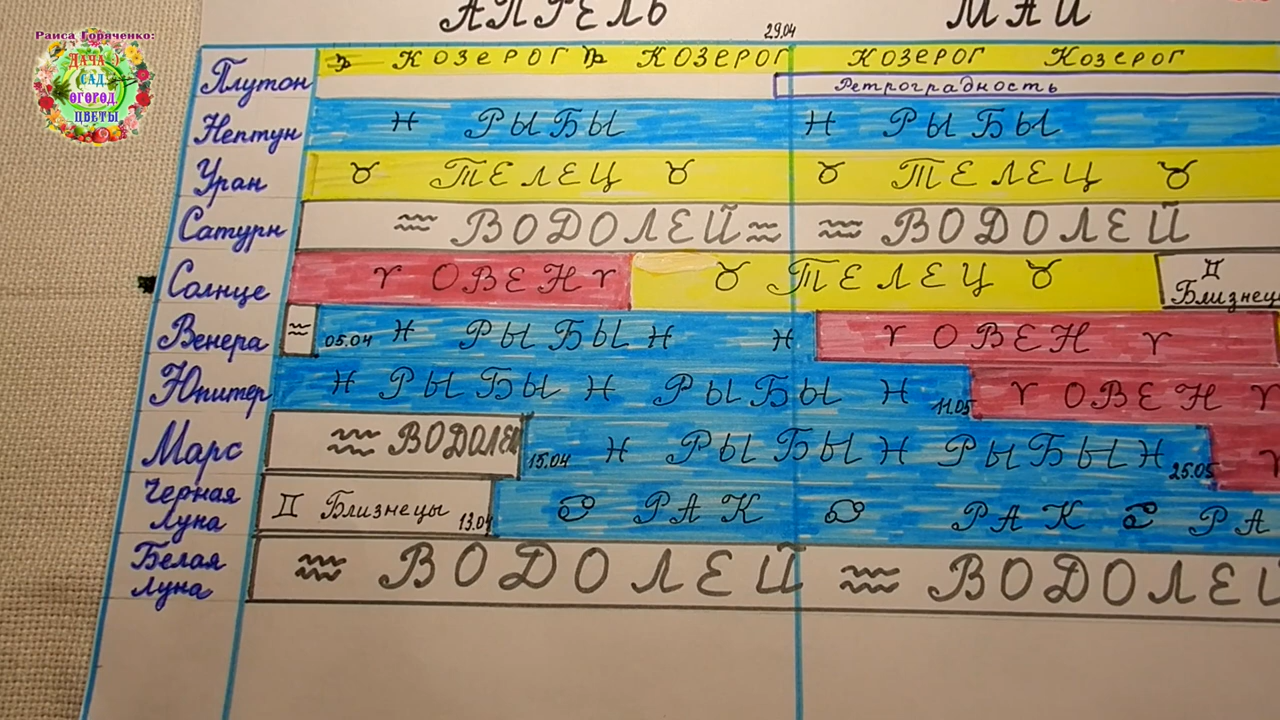 Раиса Горяченко:
ДАЧА
САД,
ОГОРОД,
ЦВЕТЫ
АПРЕЛЬ 29.04 МАЙ
Плутон ♑ КОЗЕРОГ ♑ КОЗЕРОГ КОЗЕРОГ КОЗЕРОГ
Ретроградность
Нептун ♓ РЫБЫ ♓ РЫБЫ
Уран ♉ ТЕЛЕЦ ♉ ♉ ТЕЛЕЦ ♉
Сатурн ♒ ВОДОЛЕЙ ♒ ♒ ВОДОЛЕЙ
Солнце ♈ ОВЕН ♈ ♉ ТЕЛЕЦ ♉ ♊ Близнец
Венера ♒ 05.04 ♓ РЫБЫ ♓ ♓ ♈ ОВЕН ♈
Юпитер ♓ РЫБЫ ♓ РЫБЫ ♓ 11.05 ♈ ОВЕН ♈
Марс ♒ ВОДОЛЕЙ 15.04 ♓ РЫБЫ ♓ РЫБЫ ♓ 25.05 ♈
Черная Луна ♊ Близнецы 13.04 ♋ РАК ♋ РАК ♋ РА
Белая Луна ♒ ВОДОЛЕЙ ♒ ВОДОЛЕЙ